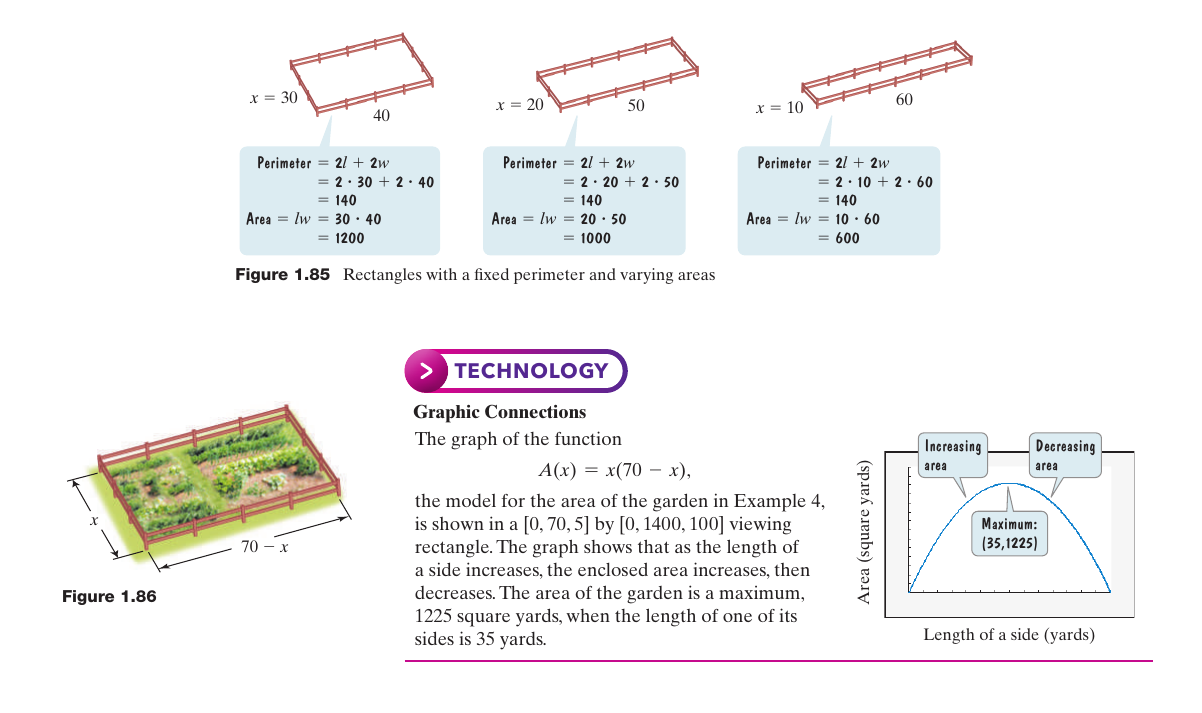 x = 30
40
x = 20
50
x = 10
60
Perimeter = 2l + 2w
= 2 · 30 + 2 · 40
= 140
Area = lw = 30 · 40
= 1200
Perimeter = 2l + 2w
= 2 · 20 + 2 · 50
= 140
Area = lw = 20 · 50
= 1000
Perimeter = 2l + 2w
= 2 · 10 + 2 · 60
= 140
Area = lw = 10 · 60
= 600
Figure 1.85 Rectangles with a fixed perimeter and varying areas
x
70 − x
Figure 1.86
TECHNOLOGY
Graphic Connections
The graph of the function
A(x) = x(70 − x),
the model for the area of the garden in Example 4,
is shown in a [0, 70, 5] by [0, 1400, 100] viewing
rectangle. The graph shows that as the length of
a side increases, the enclosed area increases, then
decreases. The area of the garden is a maximum,
1225 square yards, when the length of one of its
sides is 35 yards.
Increasing
area
Decreasing
area
Maximum:
(35,1225)
Area (square yards)
Length of a side (yards)